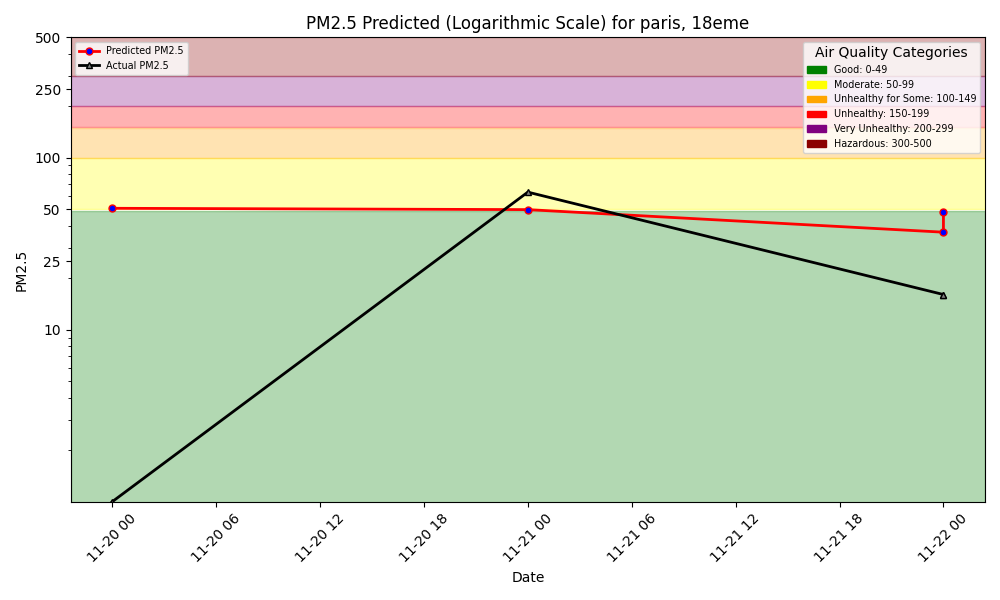 PM2.5 Predicted (Logarithmic Scale) for paris, 18eme
Predicted PM2.5
Actual PM2.5
Air Quality Categories
Good: 0-49
Moderate: 50-99
Unhealthy for Some: 100-149
Unhealthy: 150-199
Very Unhealthy: 200-299
Hazardous: 300-500
500
250
100
50
25
10
PM2.5
11-20 00
11-20 06
11-20 12
11-20 18
11-21 00
11-21 06
11-21 12
11-21 18
11-22 00
Date